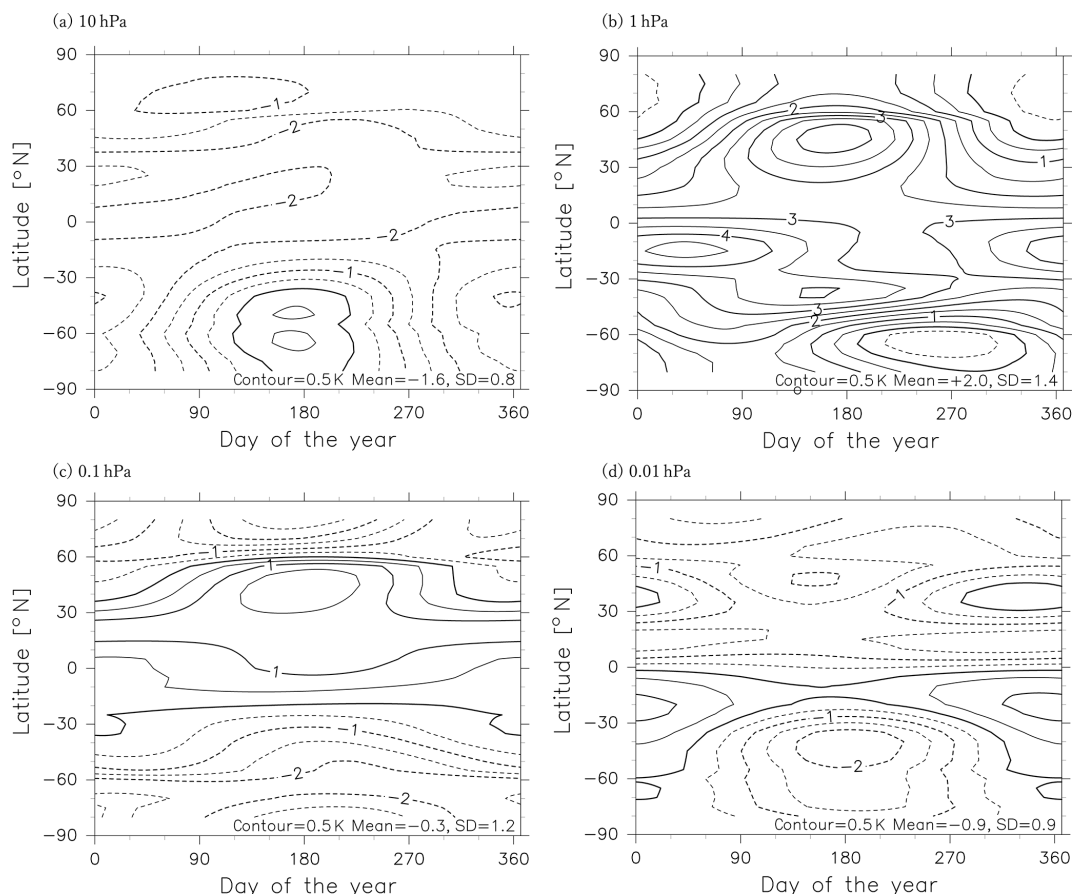 (a) 10 hPa
90
60
30
0
−30
−60
−90
Latitude [°N]
−1
−2
−2
−2
−1
Contour=0.5K Mean=−1.6, SD=0.8
0 90 180 270 360
Day of the year
(b) 1 hPa
90
60
30
0
−30
−60
−90
Latitude [°N]
2
3
1
3
3
4
3
2
1
0
Contour=0.5K Mean=+2.0, SD=1.4
0 90 180 270 360
Day of the year
(c) 0.1 hPa
90
60
30
0
−30
−60
−90
Latitude [°N]
−1
1
1
−1
−2
−2
Contour=0.5K Mean=−0.3, SD=1.2
0 90 180 270 360
Day of the year
(d) 0.01 hPa
90
60
30
0
−30
−60
−90
Latitude [°N]
−1
−1
−1
−2
Contour=0.5K Mean=−0.9, SD=0.9
0 90 180 270 360
Day of the year